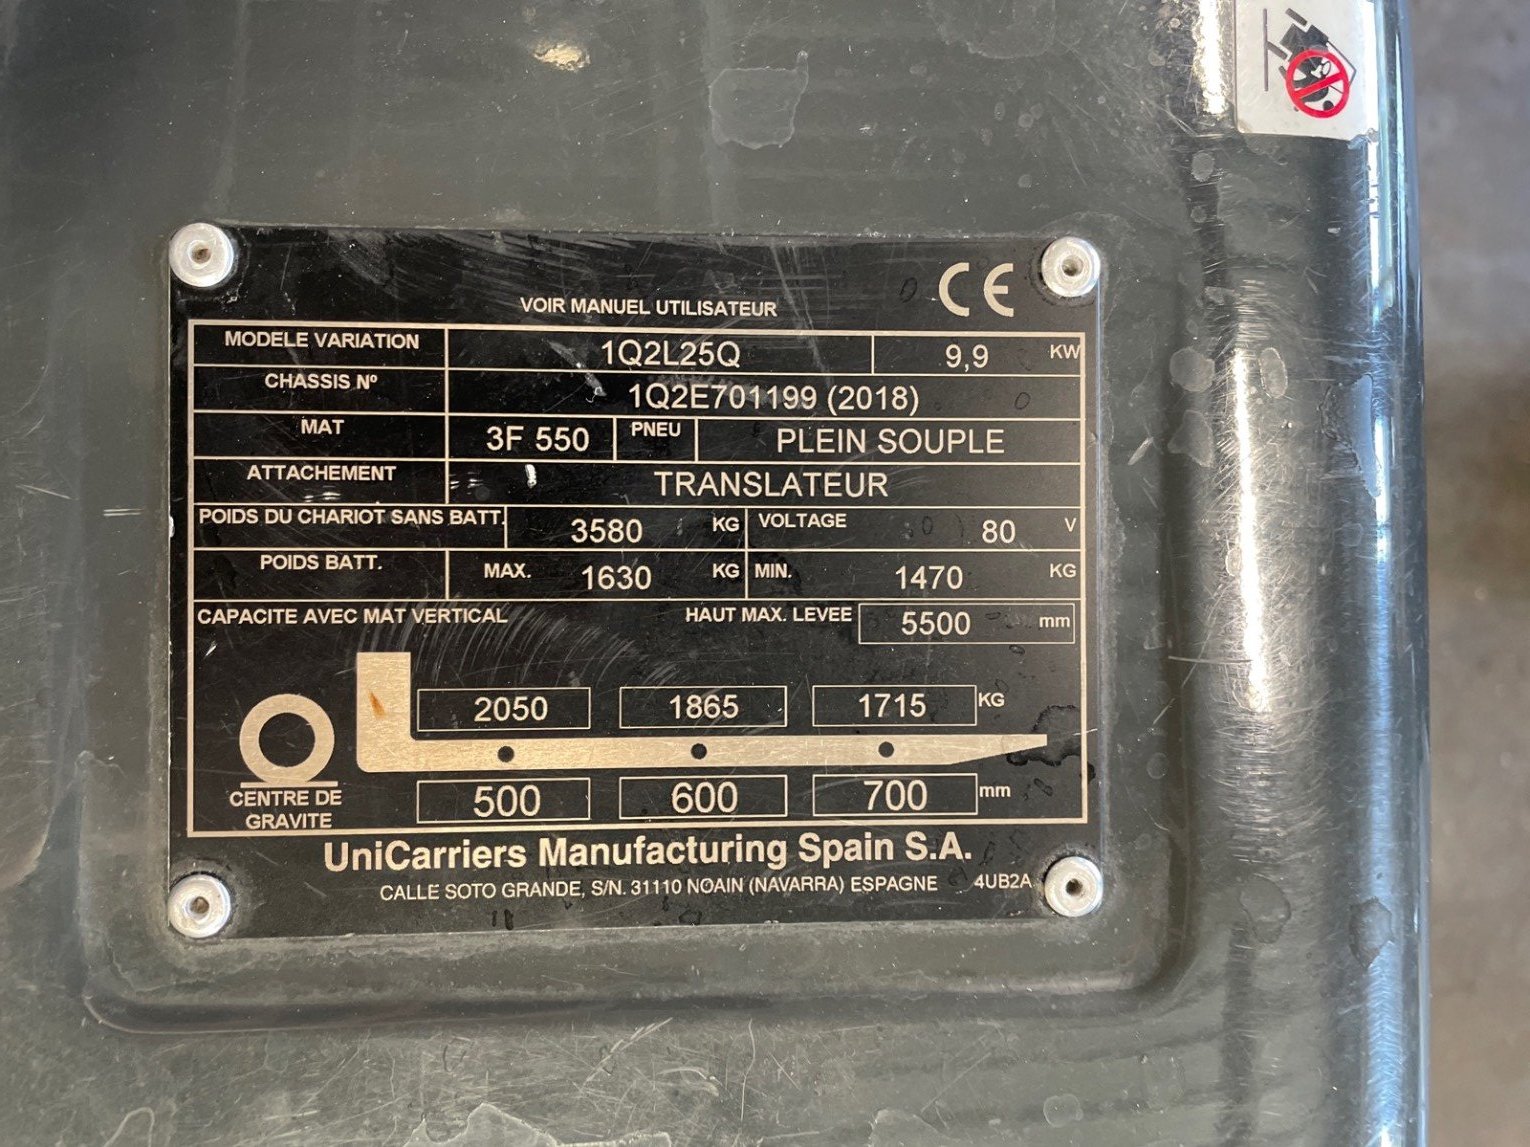 CE
VOIR MANUEL UTILISATEUR
MODELE VARIATION 1Q2L25Q 9,9 KW
CHASSIS Nº 1Q2E701199 (2018)
MAT 3F 550 PNEU PLEIN SOUPLE
ATTACHEMENT TRANSLATEUR
POIDS DU CHARIOT SANS BATT. 3580 KG VOLTAGE 80 V
POIDS BATT. MAX. 1630 KG MIN. 1470 KG
CAPACITE AVEC MAT VERTICAL HAUT MAX. LEVEE 5500 mm
2050 1865 1715 KG
500 600 700 mm
CENTRE DE
GRAVITE
UniCarriers Manufacturing Spain S.A.
CALLE SOTO GRANDE, S/N. 31110 NOAIN (NAVARRA) ESPAGNE 4UB2A